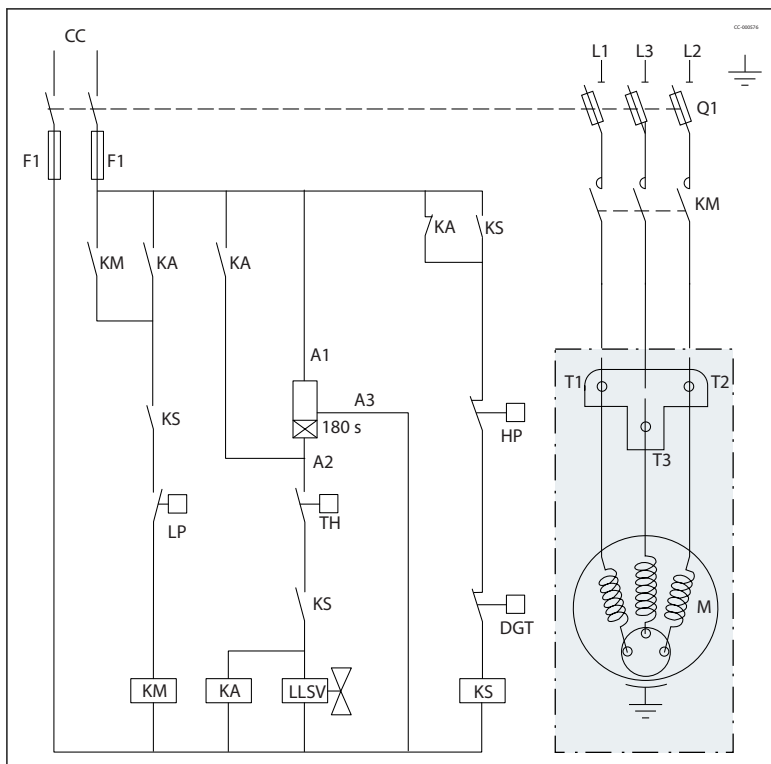 CC-000576
CC
L1 L3 L2
Q1
F1 F1
KM
KA KS
KM KA KA
A1
T1 T2
A3
KS
180 s
HP
A2
T3
LP
TH
KS
M
DGT
KM KA LLSV KS